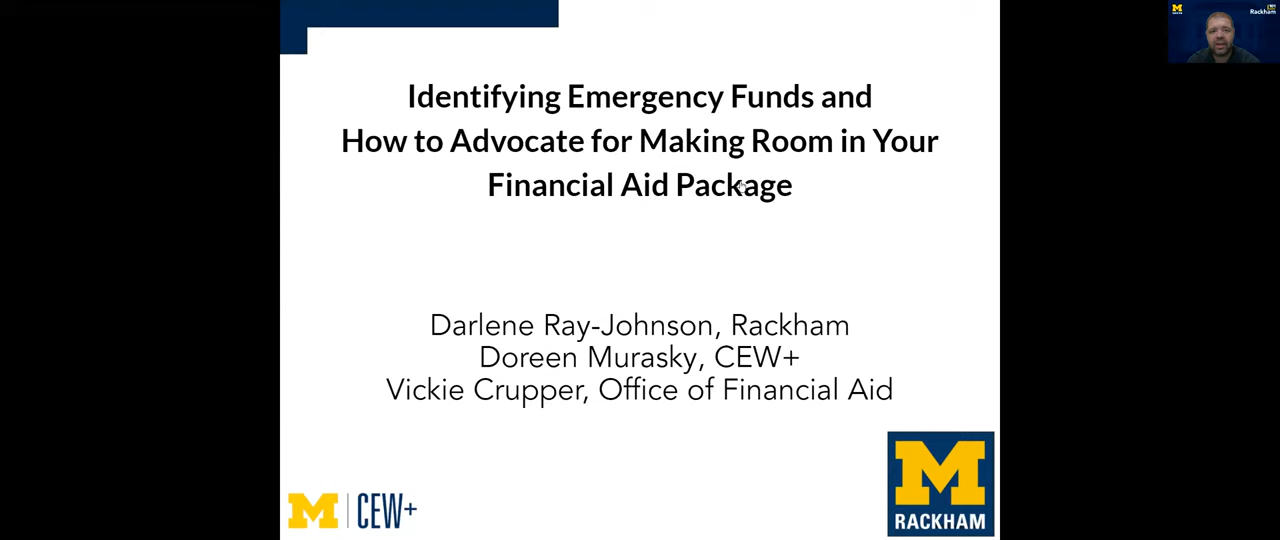 Identifying Emergency Funds and
How to Advocate for Making Room in Your
Financial Aid Package
Darlene Ray-Johnson, Rackham
Doreen Murasky, CEW+
Vickie Crupper, Office of Financial Aid
M | CEW+
M
RACKHAM
M
Rackham